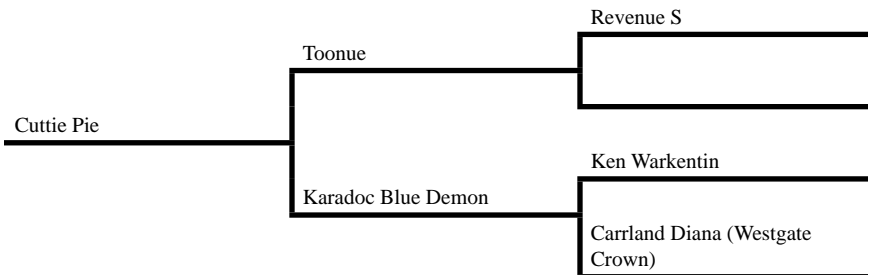 Revenue S
Toonue
Cuttie Pie
Ken Warkentin
Karadoc Blue Demon
Carrland Diana (Westgate
Crown)